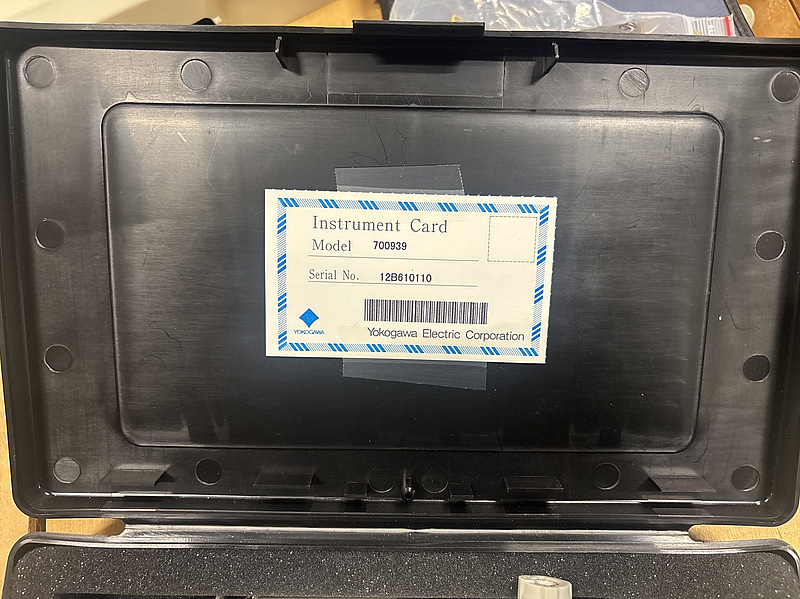 Instrument Card
Model 700939
Serial No. 12B610110
YOKOGAWA
Yokogawa Electric Corporation